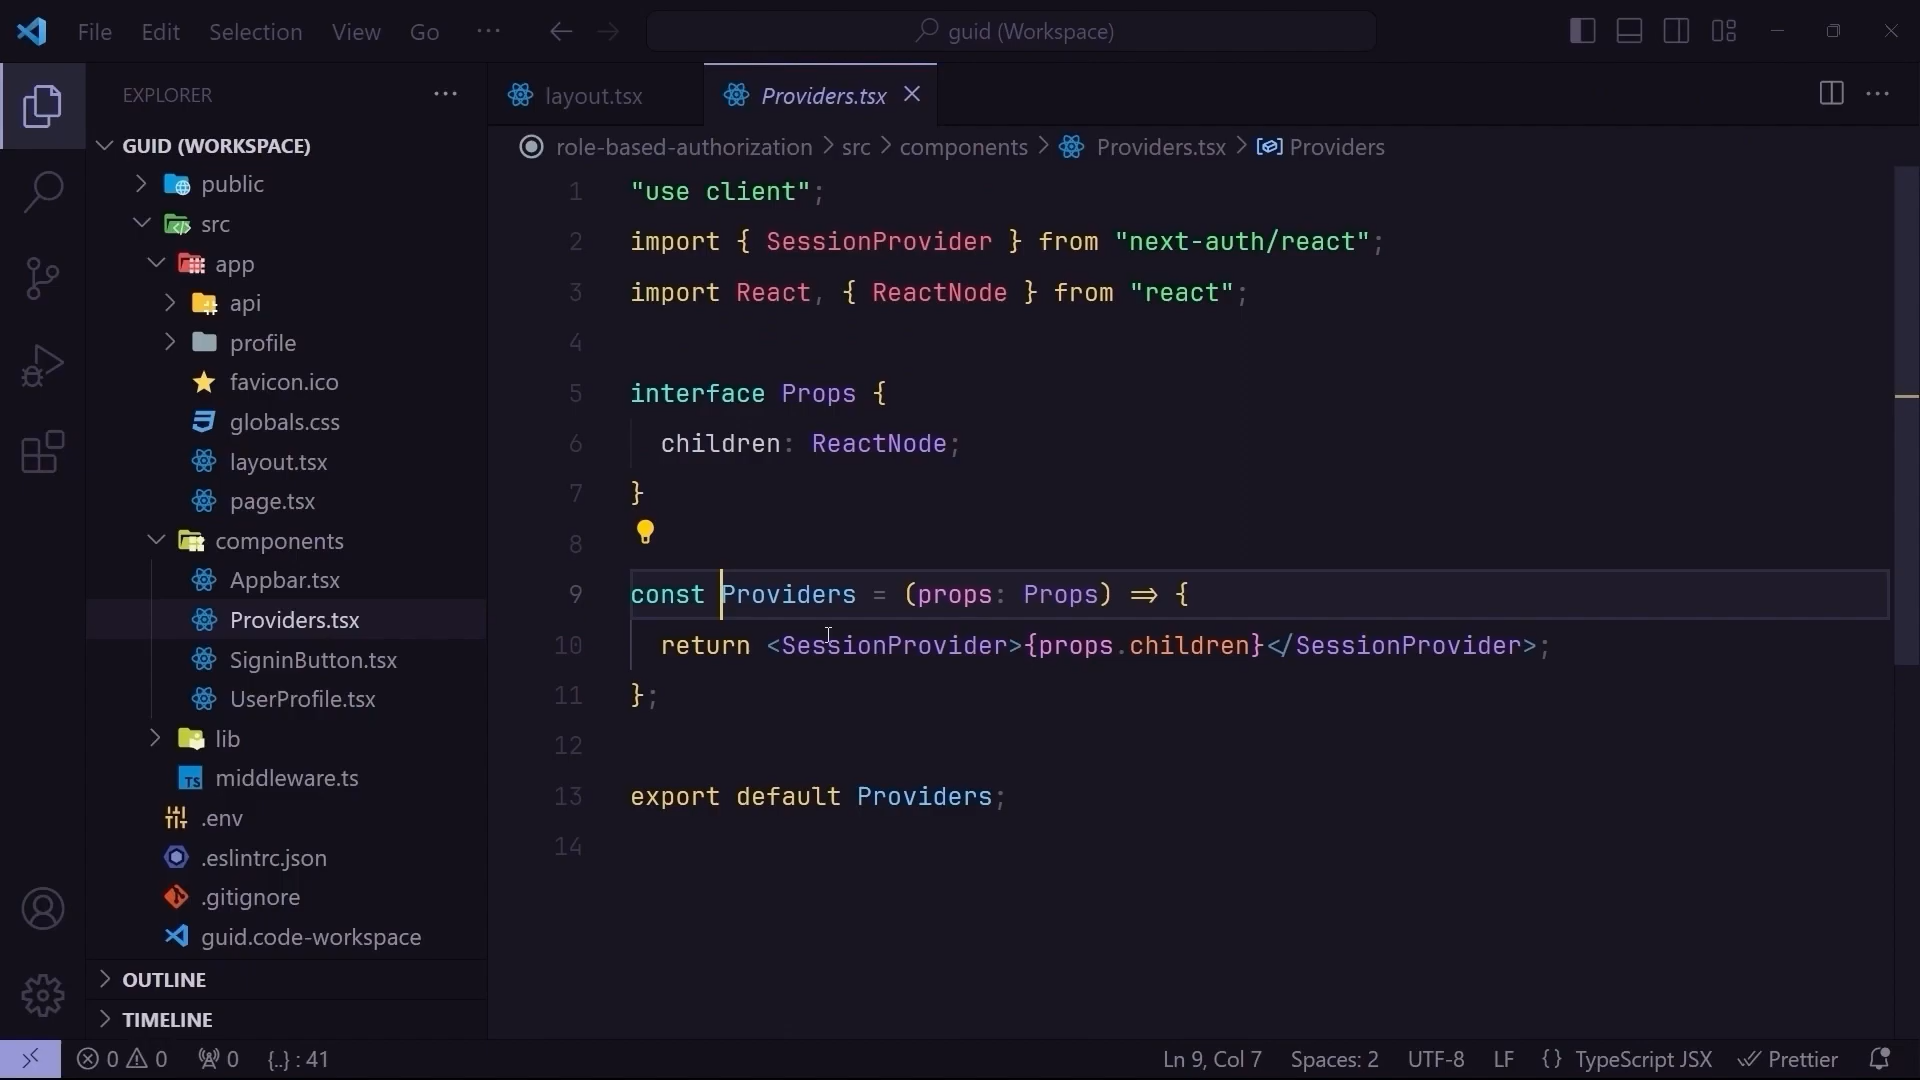 File Edit Selection View Go ··· guid (Workspace)
EXPLORER ···
GUID (WORKSPACE)
public
src
app
api
profile
favicon.ico
globals.css
layout.tsx
page.tsx
components
Appbar.tsx
Providers.tsx
SigninButton.tsx
UserProfile.tsx
lib
middleware.ts
.env
.eslintrc.json
.gitignore
guid.code-workspace
OUTLINE
TIMELINE
layout.tsx Providers.tsx
role-based-authorization > src > components > Providers.tsx > Providers
1 "use client";
2 import { SessionProvider } from "next-auth/react";
3 import React, { ReactNode } from "react";
4
5 interface Props {
6 children: ReactNode;
7 }
8
9 const Providers = (props: Props) => {
10 return <SessionProvider>{props.children}</SessionProvider>;
11 };
12
13 export default Providers;
14
0 0 0 {..} : 41 Ln 9, Col 7 Spaces: 2 UTF-8 LF {} TypeScript JSX Prettier